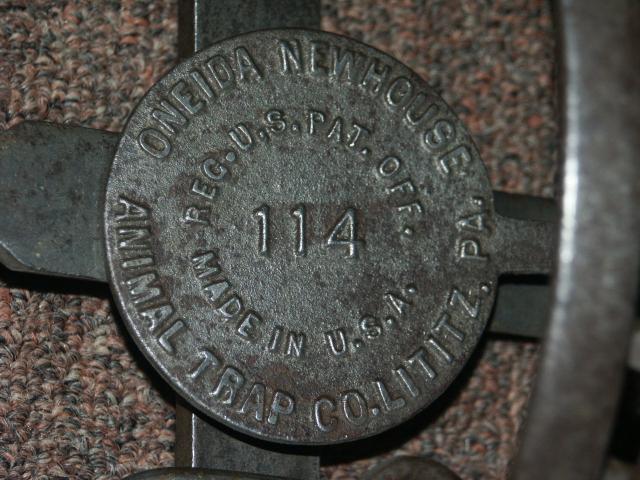 ONEIDA NEWHOUSE
REG. U.S. PAT. OFF.
114
MADE IN U.S.A.
ANIMAL TRAP CO. LITITZ, PA.